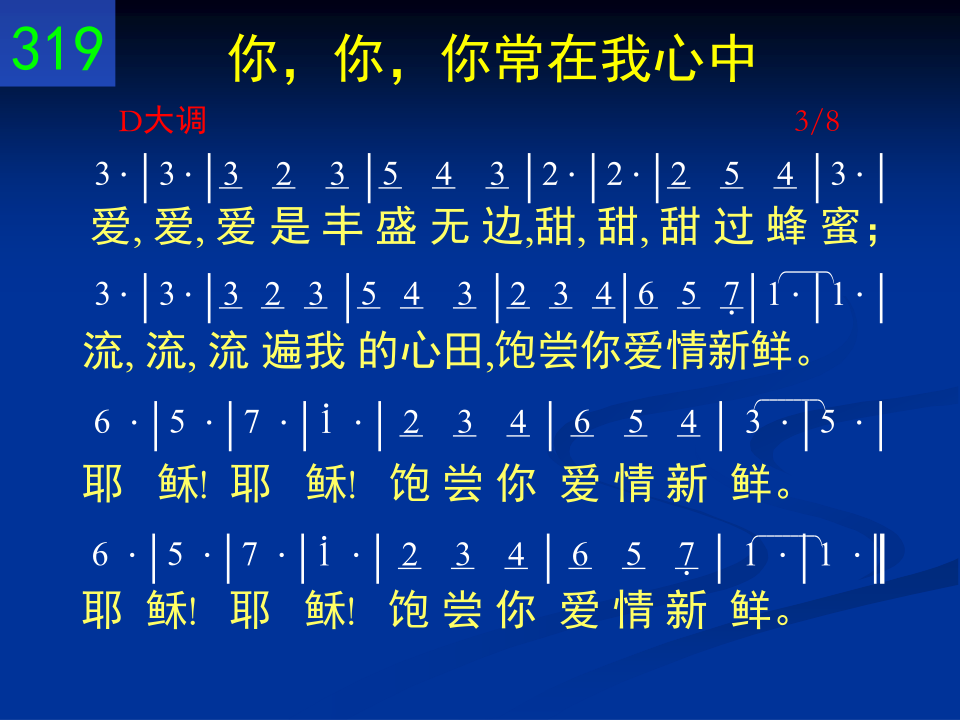 319
你，你，你常在我心中
D大调 3/8
3·|3·|3 2 3|5 4 3|2·|2·|2 5 4|3·|
爱, 爱, 爱 是 丰 盛 无 边,甜, 甜, 甜 过 蜂 蜜；
3·|3·|3 2 3|5 4 3|2 3 4|6 5 7̣|1·|1·|
流, 流, 流 遍我 的心田,饱尝你爱情新鲜。
6·|5·|7·|1̇·|2 3 4|6 5 4|3·|5·|
耶 稣! 耶 稣! 饱 尝 你 爱 情 新 鲜。
6·|5·|7·|1̇·|2 3 4|6 5 7̣|1·|1·‖
耶 稣! 耶 稣! 饱 尝 你 爱 情 新 鲜。